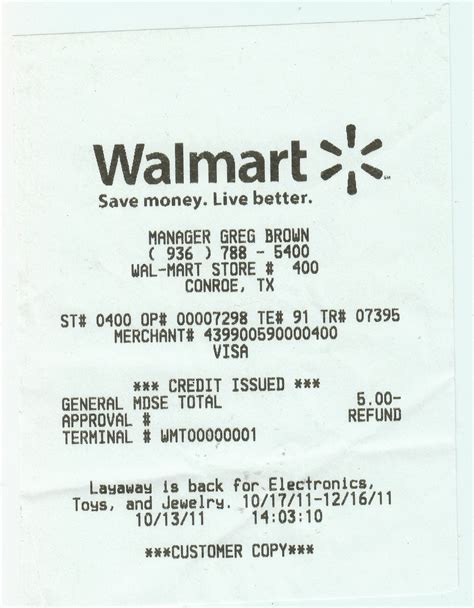 Walmart
Save money. Live better. SM
MANAGER GREG BROWN
( 936 ) 788 - 5400
WAL-MART STORE # 400
CONROE, TX
ST# 0400 OP# 00007298 TE# 91 TR# 07395
MERCHANT# 439900590000400
VISA
*** CREDIT ISSUED ***
GENERAL MDSE TOTAL 5.00-
APPROVAL # REFUND
TERMINAL # WMT00000001
Layaway is back for Electronics,
Toys, and Jewelry. 10/17/11-12/16/11
10/13/11 14:03:10
***CUSTOMER COPY***